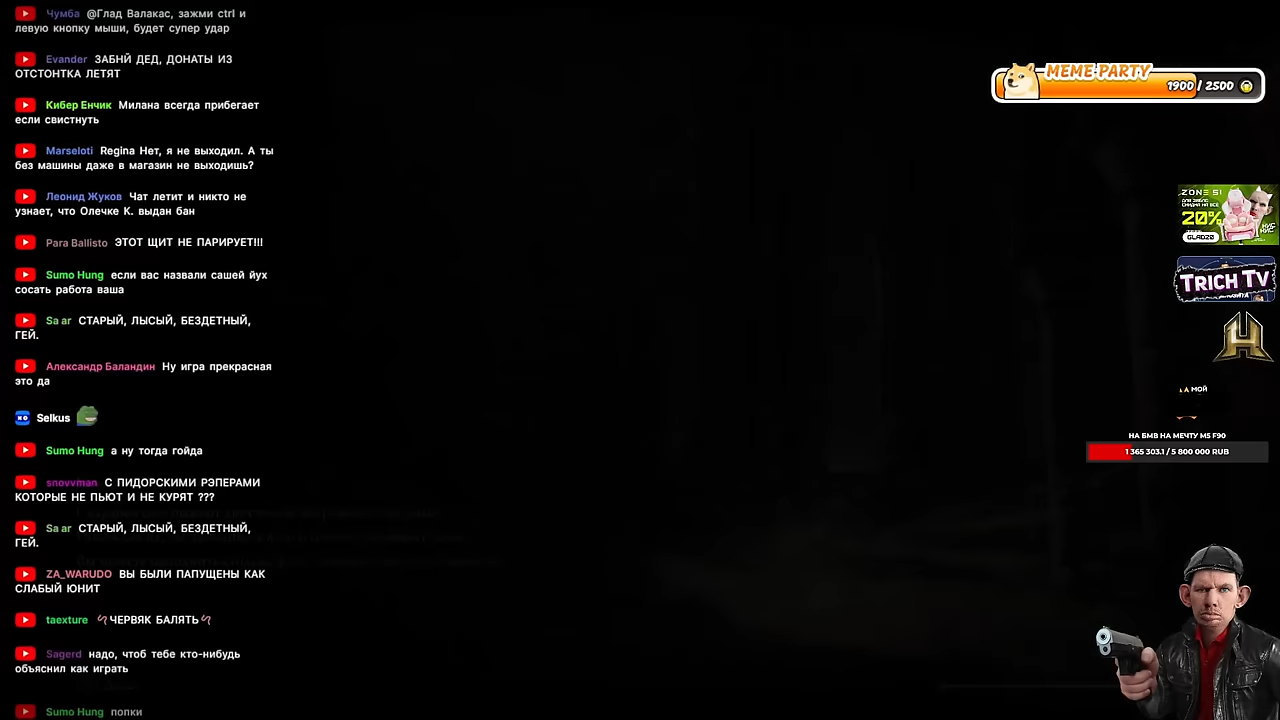 Чумба @Глад Валакас, зажми ctrl и
левую кнопку мыши, будет супер удар
Evander ЗАБНЙ ДЕД, ДОНАТЫ ИЗ
ОТСТОНТКА ЛЕТЯТ
Кибер Енчик Милана всегда прибегает
если свистнуть
Marseloti Regina Нет, я не выходил. А ты
без машины даже в магазин не выходишь?
Леонид Жуков Чат летит и никто не
узнает, что Олечке К. выдан бан
Para Ballisto ЭТОТ ЩИТ НЕ ПАРИРУЕТ!!!
Sumo Hung если вас назвали сашей йух
сосать работа ваша
Sa ar СТАРЫЙ, ЛЫСЫЙ, БЕЗДЕТНЫЙ,
ГЕЙ.
Александр Баландин Ну игра прекрасная
это да
Selkus
Sumo Hung а ну тогда гойда
snovvman С ПИДОРСКИМИ РЭПЕРАМИ
КОТОРЫЕ НЕ ПЬЮТ И НЕ КУРЯТ ???
Sa ar СТАРЫЙ, ЛЫСЫЙ, БЕЗДЕТНЫЙ,
ГЕЙ.
ZA_WARUDO ВЫ БЫЛИ ПАПУЩЕНЫ КАК
СЛАБЫЙ ЮНИТ
taexture ЧЕРВЯК БАЛЯТЬ
Sagerd надо, чтоб тебе кто-нибудь
объяснил как играть
Sumo Hung попки
MEME PARTY
1900 / 2500
ZONE 51
20%
GLAD20
TRICH TV
МОЙ
НА БМВ НА МЕЧТУ M5 F90
1 365 303.1 / 5 800 000 RUB